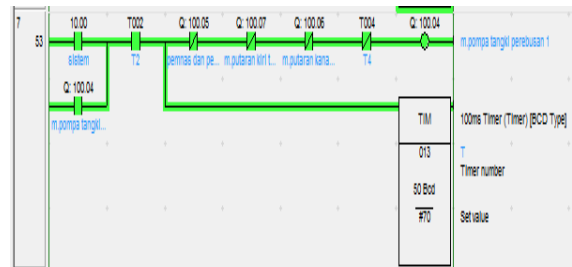 7 10.00 T002 Q: 100.05 Q: 100.07 Q: 100.06 T004 Q: 100.04
53
sistem T2 pemnas dan pe... m.putaran kiri t... m.putaran kana... T4 m.pompa tangki perebusan 1
Q: 100.04
m.pompa tangki...
TIM 100ms Timer (Timer) [BCD Type]
013 T
Timer number
50 Bcd
#70 Set value